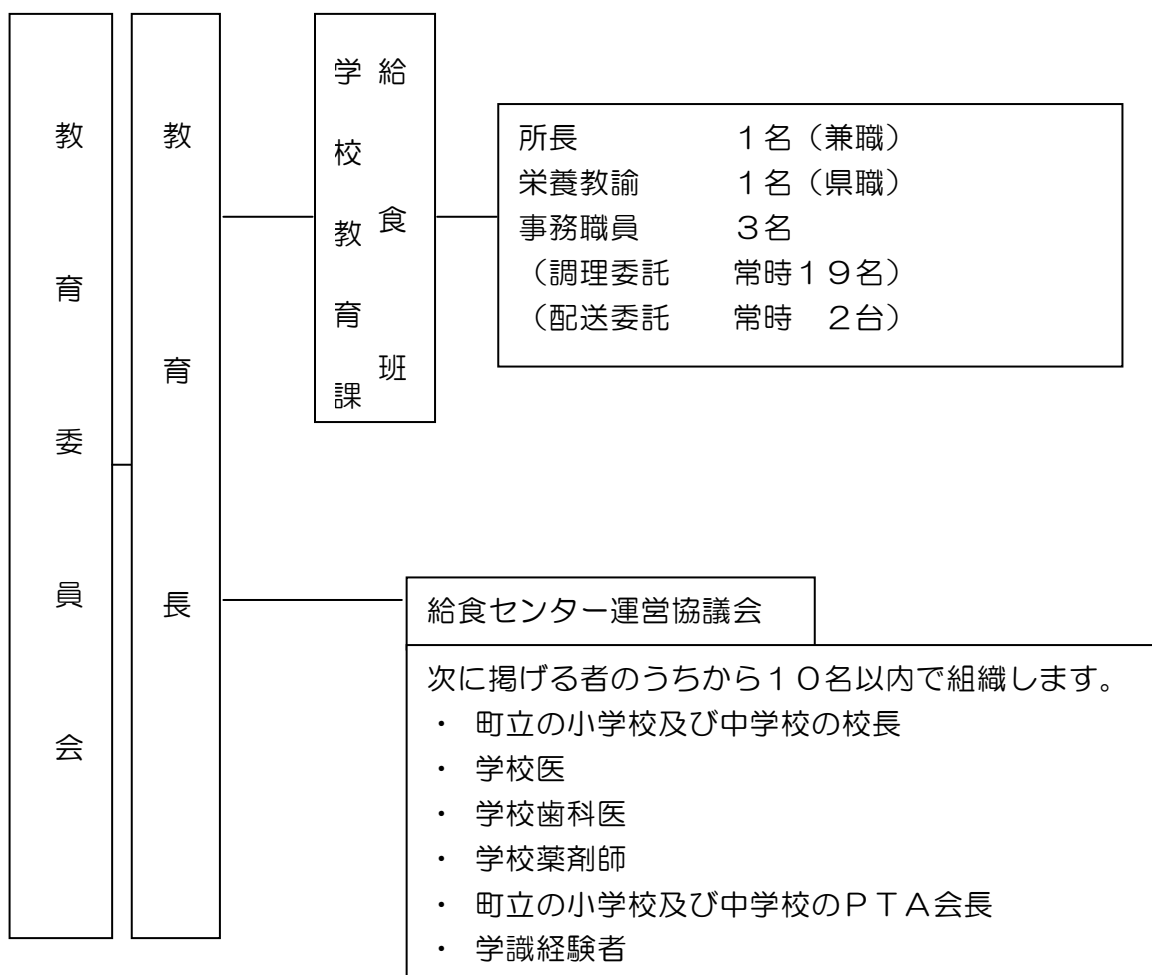 教育委員会
教育長
学校教育課
給食班
所長　　　　　１名（兼職）
栄養教諭　　　１名（県職）
事務職員　　　３名
（調理委託　　常時１９名）
（配送委託　　常時　２台）
給食センター運営協議会
次に掲げる者のうちから１０名以内で組織します。
・　町立の小学校及び中学校の校長
・　学校医
・　学校歯科医
・　学校薬剤師
・　町立の小学校及び中学校のＰＴＡ会長
・　学識経験者